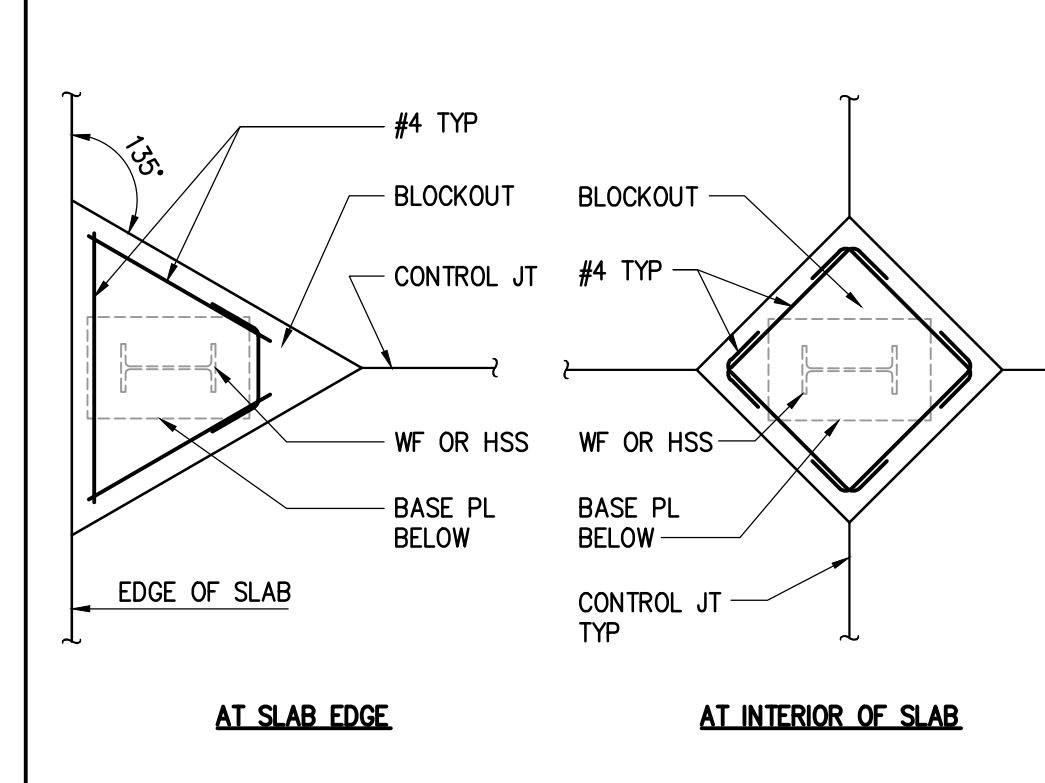 135°
#4 TYP
BLOCKOUT
CONTROL JT
WF OR HSS
BASE PL
BELOW
EDGE OF SLAB
AT SLAB EDGE
BLOCKOUT
#4 TYP
WF OR HSS
BASE PL
BELOW
CONTROL JT
TYP
AT INTERIOR OF SLAB